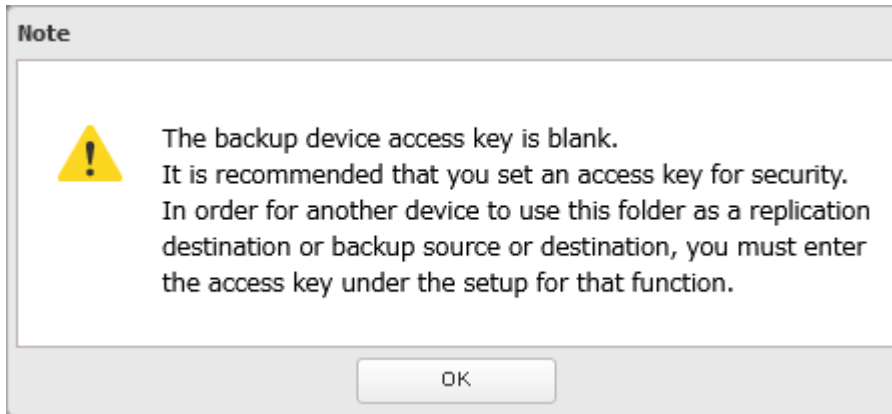 Note
The backup device access key is blank.
It is recommended that you set an access key for security.
In order for another device to use this folder as a replication
destination or backup source or destination, you must enter
the access key under the setup for that function.
OK